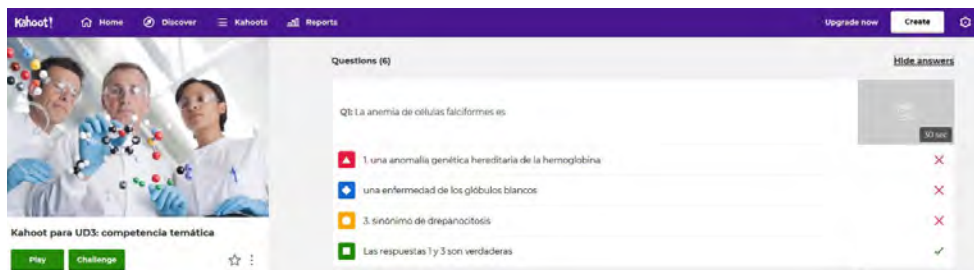 Kahoot! Home Discover Kahoots Reports Upgrade now Create
Questions (6) Hide answers
Q1: La anemia de células falciformes es
30 sec
1. una anomalía genética hereditaria de la hemoglobina
una enfermedad de los glóbulos blancos
3. sinónimo de drepanocitosis
Las respuestas 1 y 3 son verdaderas
Kahoot para UD3: competencia temática
Play Challenge